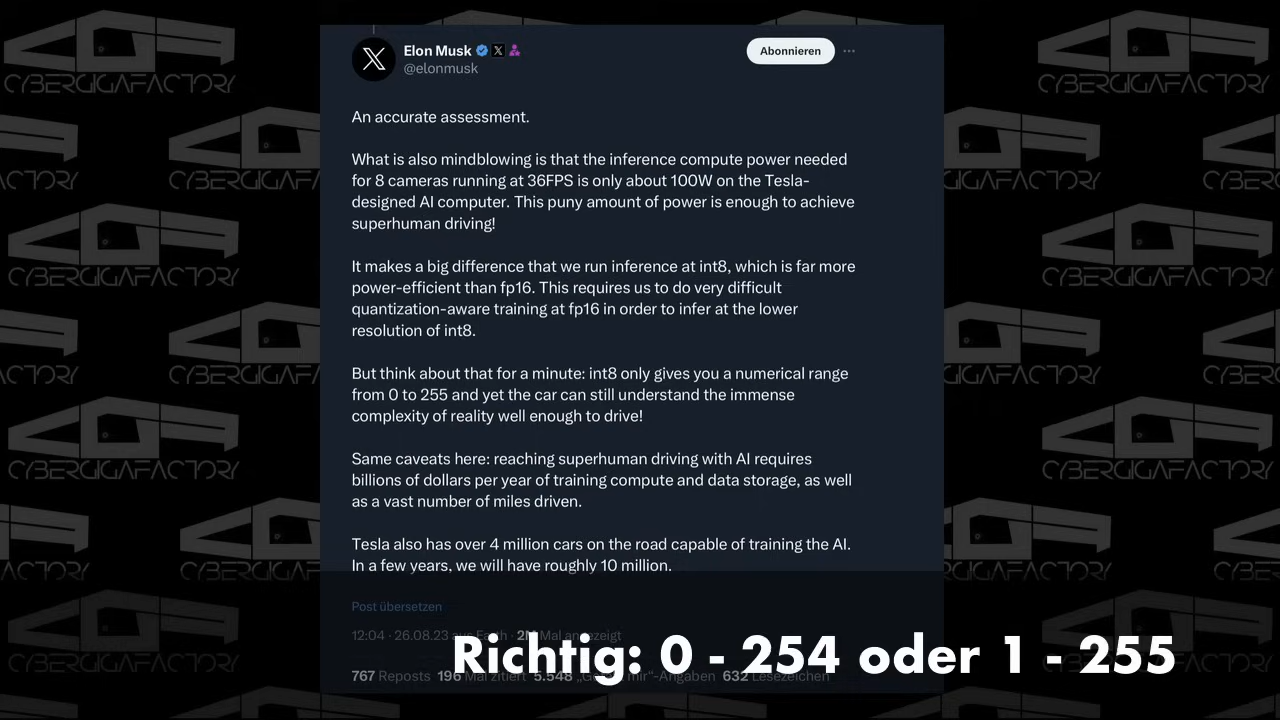 Elon Musk
@elonmusk
Abonnieren
An accurate assessment.
What is also mindblowing is that the inference compute power needed
for 8 cameras running at 36FPS is only about 100W on the Tesla-
designed AI computer. This puny amount of power is enough to achieve
superhuman driving!
It makes a big difference that we run inference at int8, which is far more
power-efficient than fp16. This requires us to do very difficult
quantization-aware training at fp16 in order to infer at the lower
resolution of int8.
But think about that for a minute: int8 only gives you a numerical range
from 0 to 255 and yet the car can still understand the immense
complexity of reality well enough to drive!
Same caveats here: reaching superhuman driving with AI requires
billions of dollars per year of training compute and data storage, as well
as a vast number of miles driven.
Tesla also has over 4 million cars on the road capable of training the AI.
In a few years, we will have roughly 10 million.
Post übersetzen
12:04 · 26.08.23 aus Earth · Mal angezeigt
Richtig: 0 - 254 oder 1 - 255
767 Reposts 196 Mal zitiert 5.548 mir"-Angaben 632 Lesezeichen
CYBERGIGAFACTORY